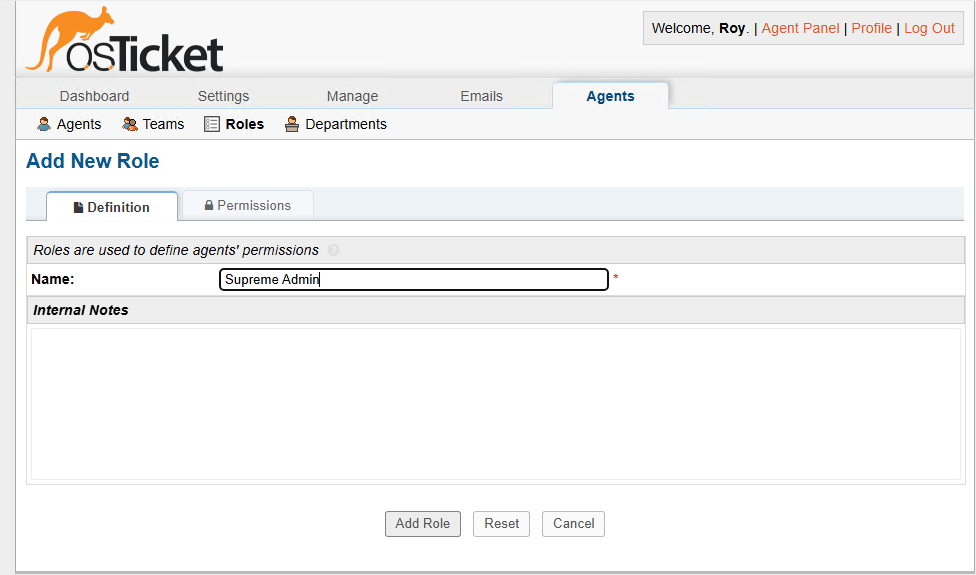 osTicket
Welcome, Roy. | Agent Panel | Profile | Log Out
Dashboard Settings Manage Emails Agents
Agents Teams Roles Departments
Add New Role
Definition Permissions
Roles are used to define agents' permissions ?
Name: Supreme Admin *
Internal Notes
Add Role Reset Cancel